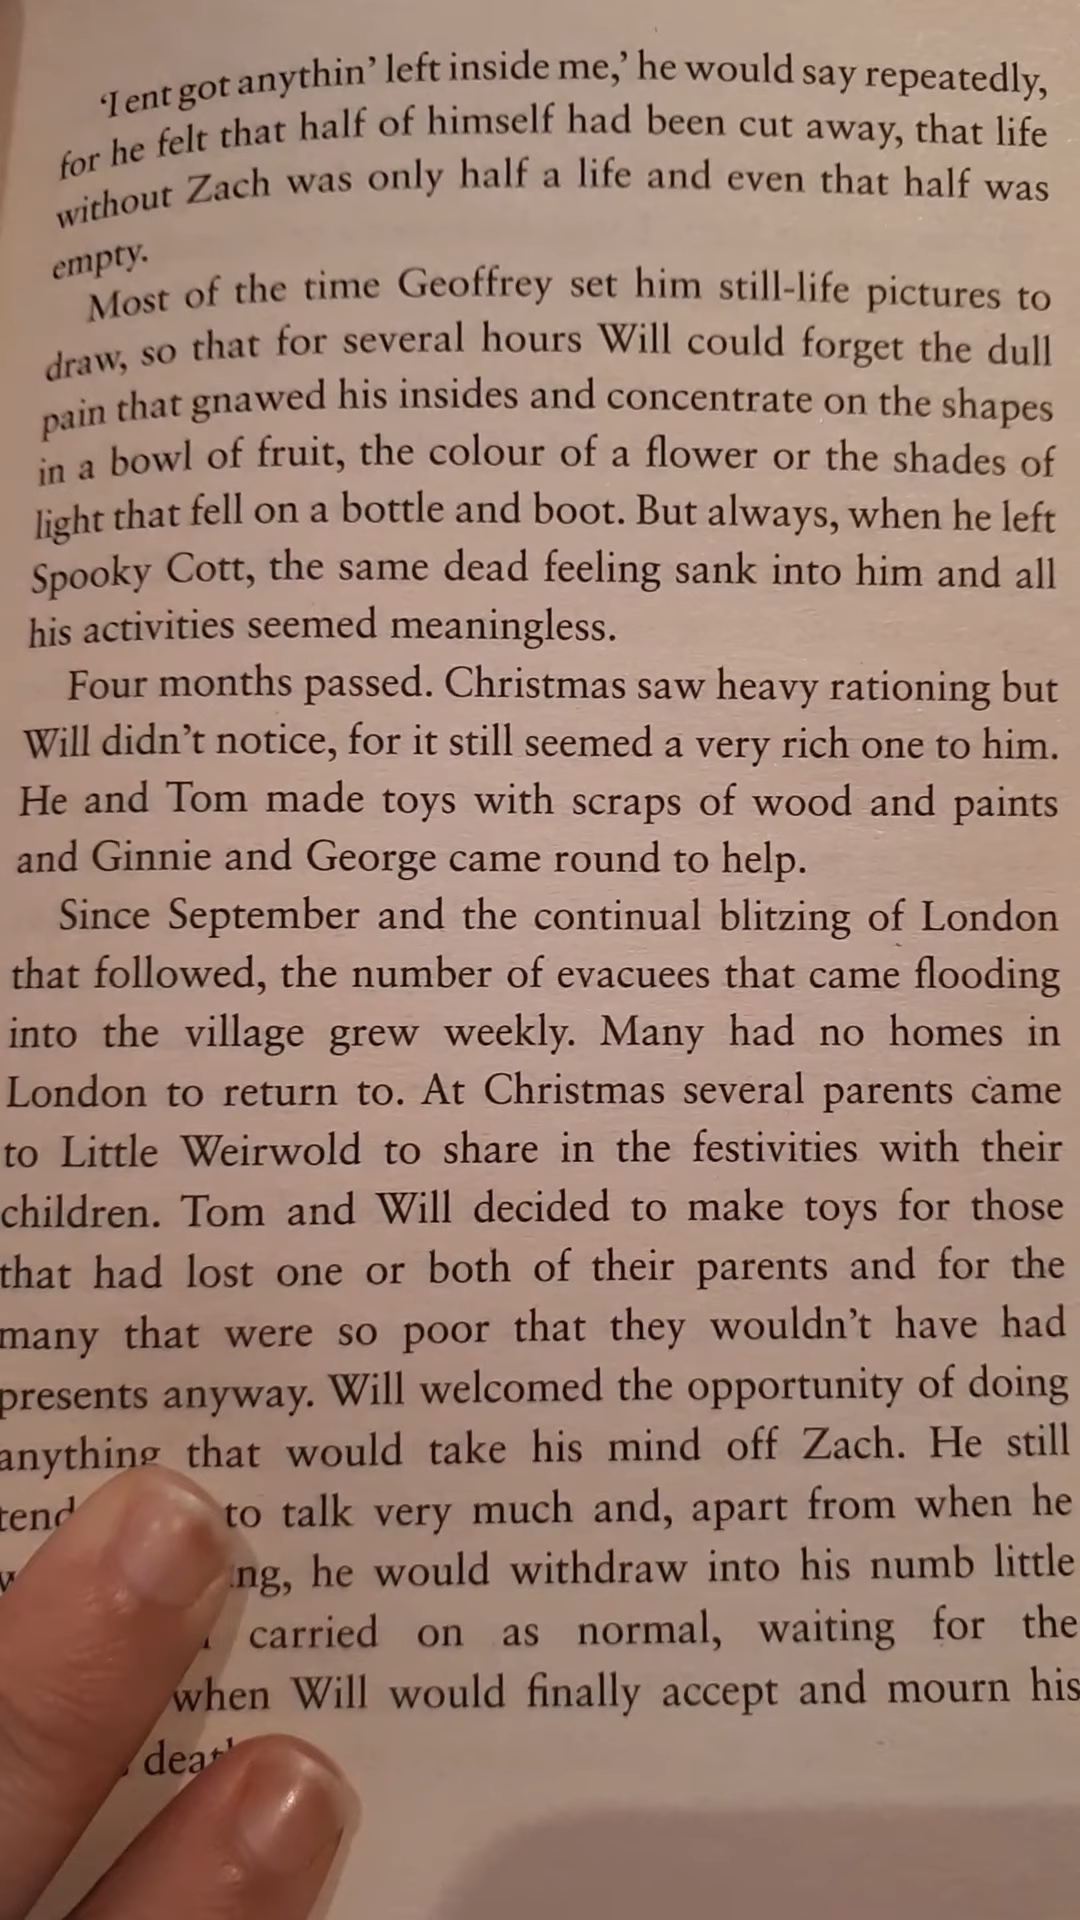 ‘I ent got anythin’ left inside me,’ he would say repeatedly,
for he felt that half of himself had been cut away, that life
without Zach was only half a life and even that half was
empty.
Most of the time Geoffrey set him still-life pictures to
draw, so that for several hours Will could forget the dull
pain that gnawed his insides and concentrate on the shapes
in a bowl of fruit, the colour of a flower or the shades of
light that fell on a bottle and boot. But always, when he left
Spooky Cott, the same dead feeling sank into him and all
his activities seemed meaningless.
Four months passed. Christmas saw heavy rationing but
Will didn’t notice, for it still seemed a very rich one to him.
He and Tom made toys with scraps of wood and paints
and Ginnie and George came round to help.
Since September and the continual blitzing of London
that followed, the number of evacuees that came flooding
into the village grew weekly. Many had no homes in
London to return to. At Christmas several parents came
to Little Weirwold to share in the festivities with their
children. Tom and Will decided to make toys for those
that had lost one or both of their parents and for the
many that were so poor that they wouldn’t have had
presents anyway. Will welcomed the opportunity of doing
anything that would take his mind off Zach. He still
to talk very much and, apart from when he
he would withdraw into his numb little
carried on as normal, waiting for the
when Will would finally accept and mourn his